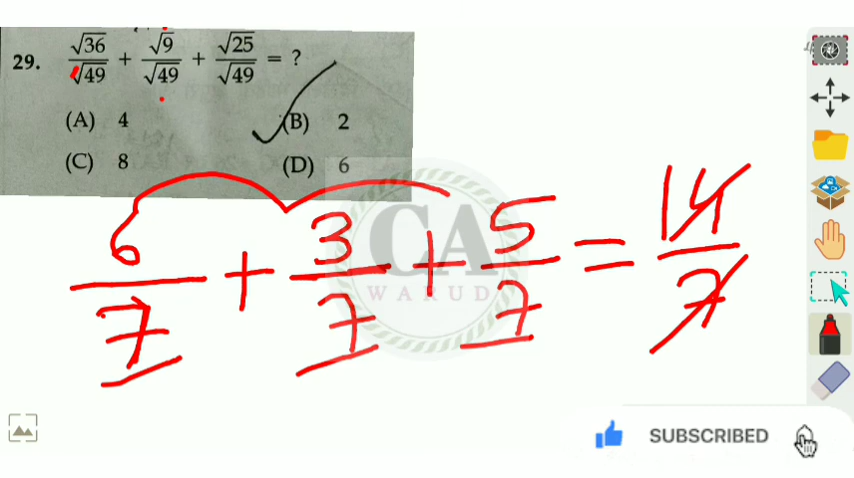 29. √36/√49 + √9/√49 + √25/√49 = ?
(A) 4 (B) 2
(C) 8 (D) 6
6/7 + 3/7 + 5/7 = 14/7
CA
WARUD
SUBSCRIBED